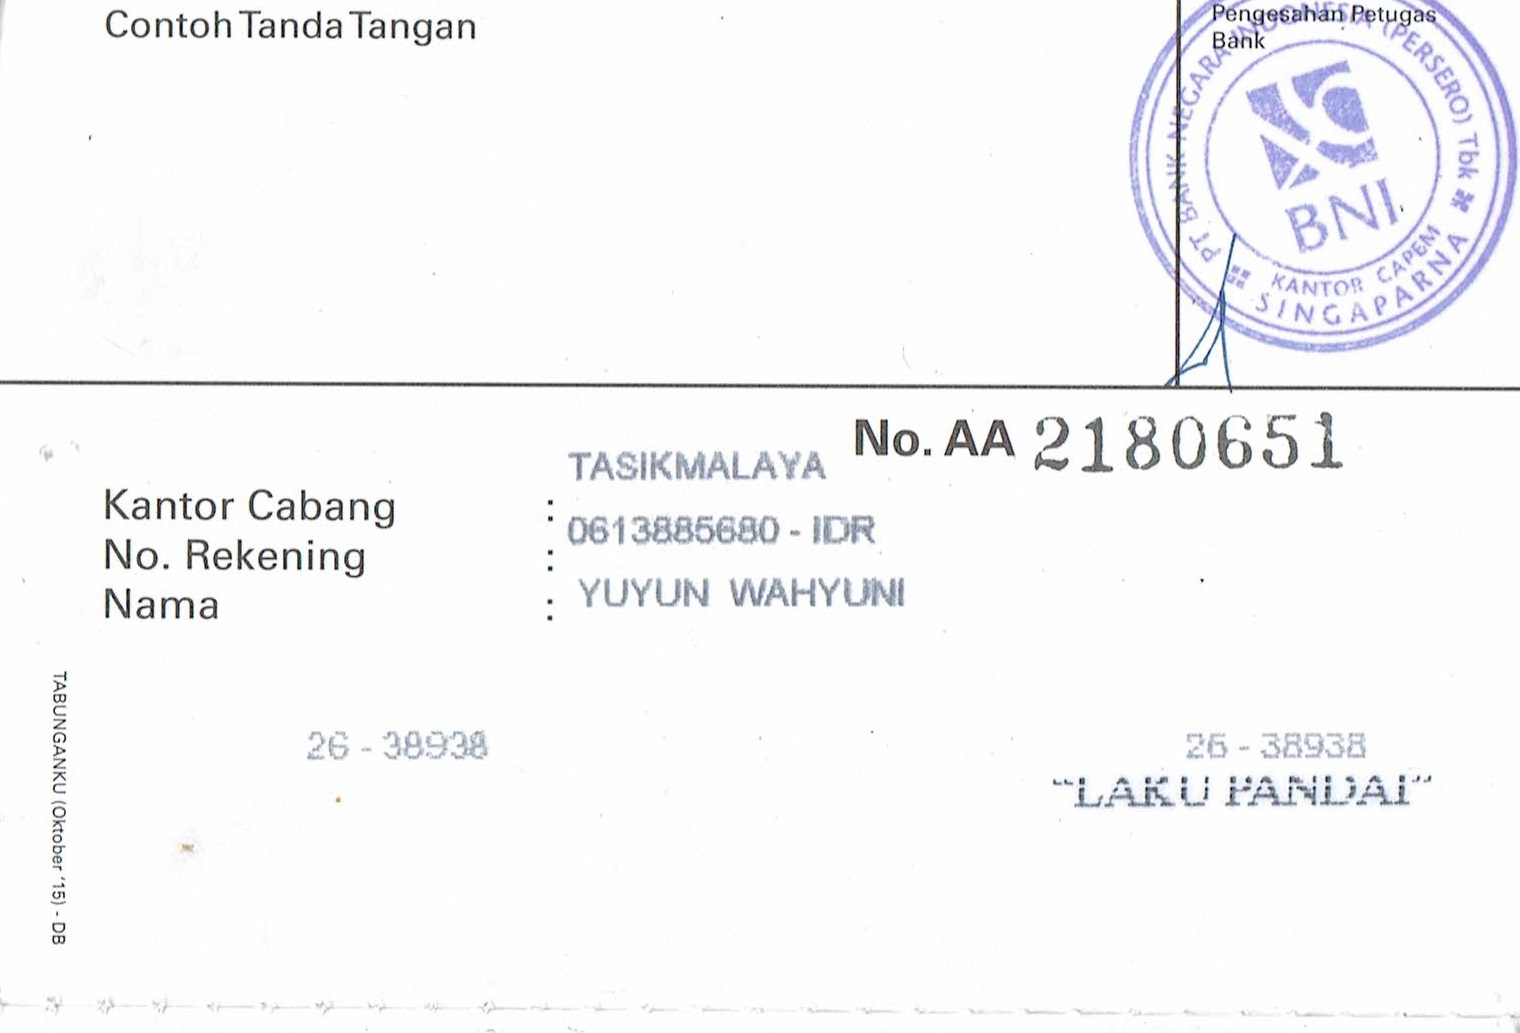 Contoh Tanda Tangan
Pengesahan Petugas
Bank
PT BANK NEGARA INDONESIA (PERSERO) Tbk
BNI
KANTOR CAPEM
SINGAPARNA
No. AA 2180651
Kantor Cabang : TASIKMALAYA
No. Rekening : 0613885680 - IDR
Nama : YUYUN WAHYUNI
26 - 38938
26 - 38938
"LAKU PANDAI"
TABUNGANKU (Oktober '15) - DB